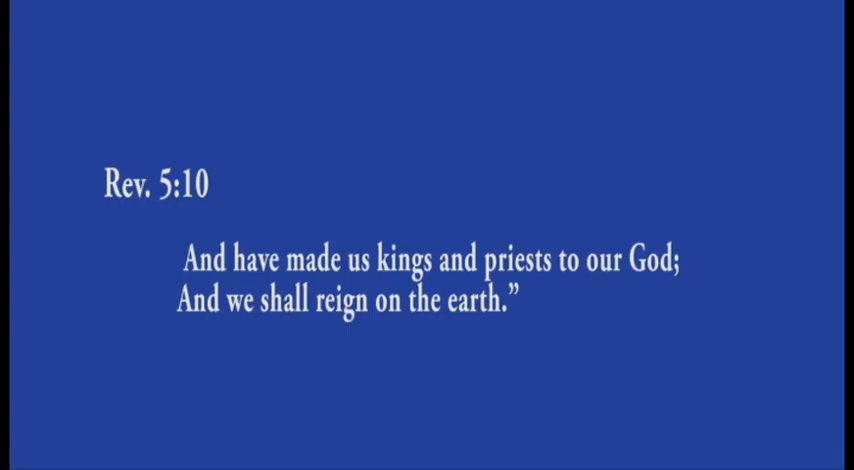 Rev. 5:10
And have made us kings and priests to our God;
And we shall reign on the earth.”